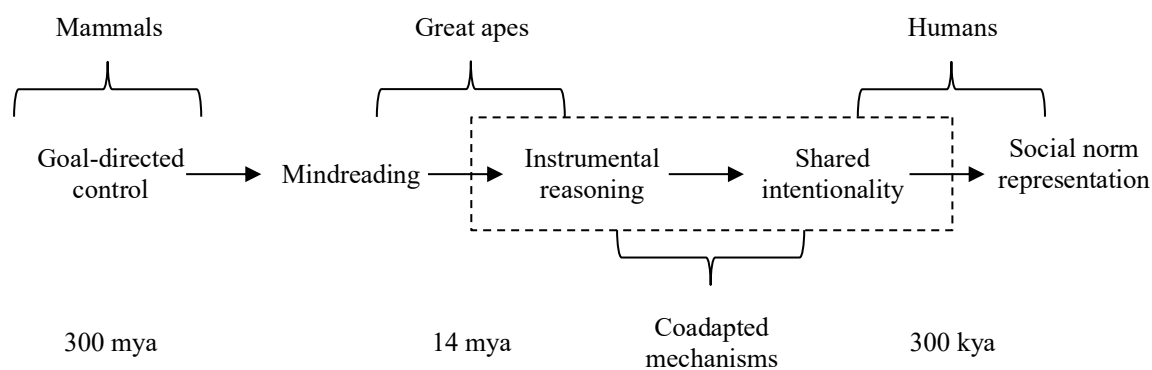 Mammals
Great apes
Humans
Goal-directed
control
Mindreading
Instrumental
reasoning
Shared
intentionality
Social norm
representation
Coadapted
mechanisms
300 mya
14 mya
300 kya